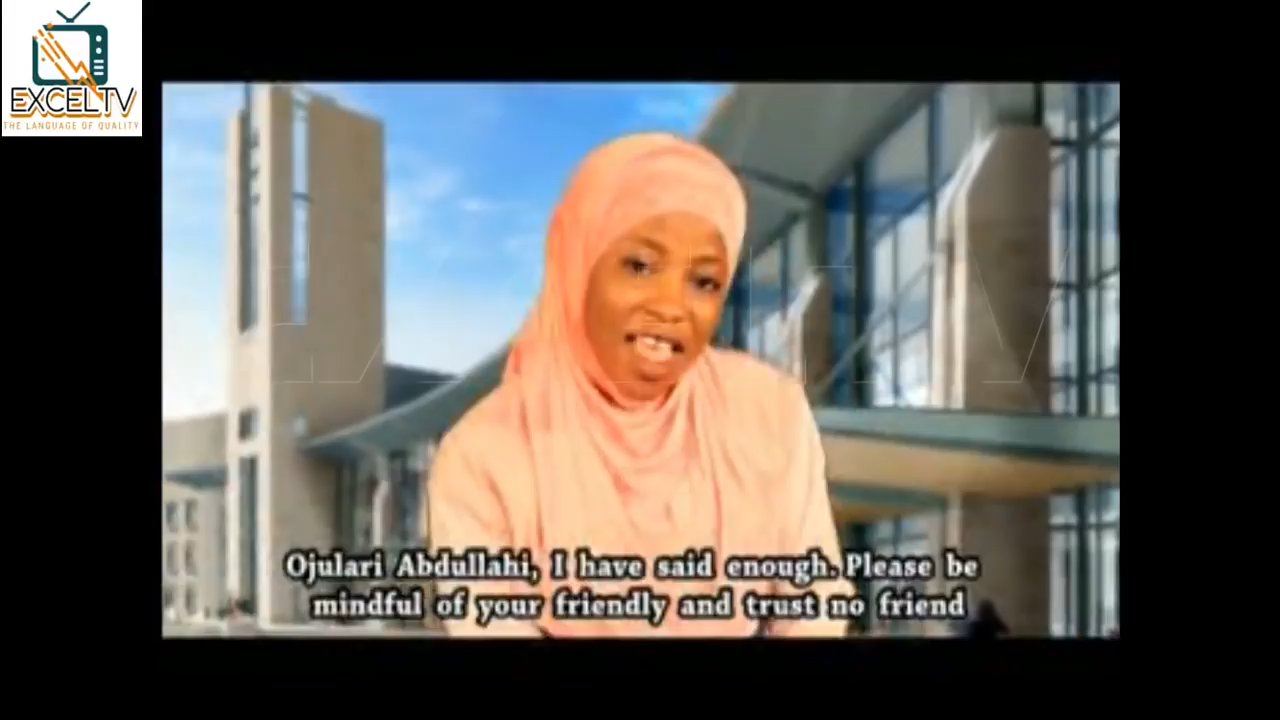 EXCELTV
THE LANGUAGE OF QUALITY
Ojulari Abdullahi, I have said enough. Please be
mindful of your friendly and trust no friend